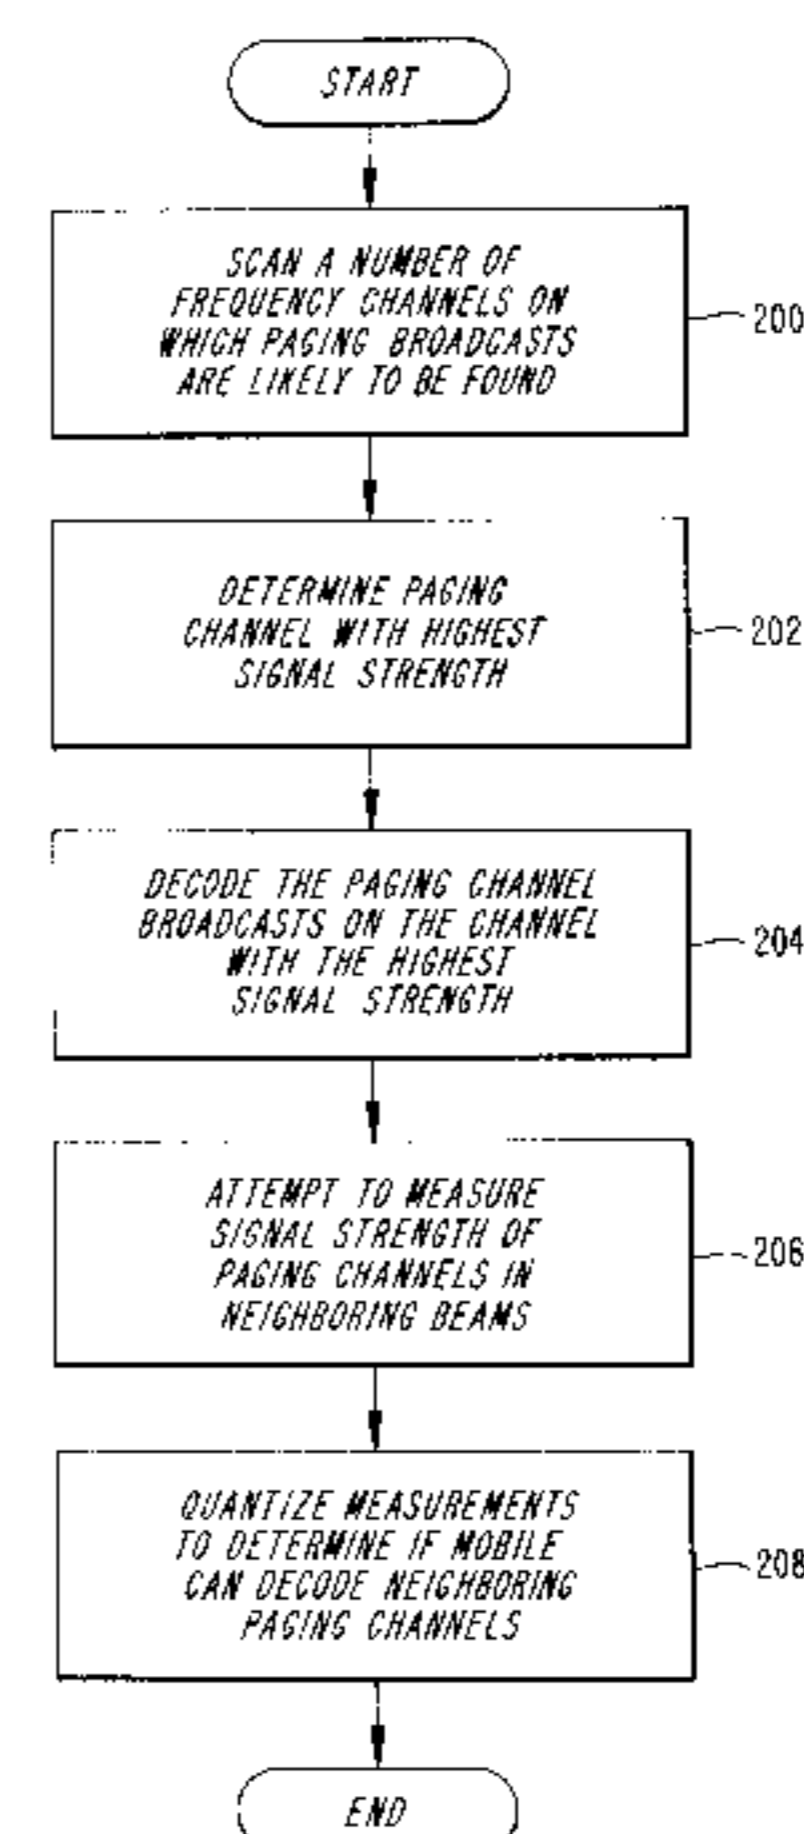 START
SCAN A NUMBER OF
FREQUENCY CHANNELS ON
WHICH PAGING BROADCASTS
ARE LIKELY TO BE FOUND
200
DETERMINE PAGING
CHANNEL WITH HIGHEST
SIGNAL STRENGTH
202
DECODE THE PAGING CHANNEL
BROADCASTS ON THE CHANNEL
WITH THE HIGHEST
SIGNAL STRENGTH
204
ATTEMPT TO MEASURE
SIGNAL STRENGTH OF
PAGING CHANNELS IN
NEIGHBORING BEAMS
206
QUANTIZE MEASUREMENTS
TO DETERMINE IF MOBILE
CAN DECODE NEIGHBORING
PAGING CHANNELS
208
END